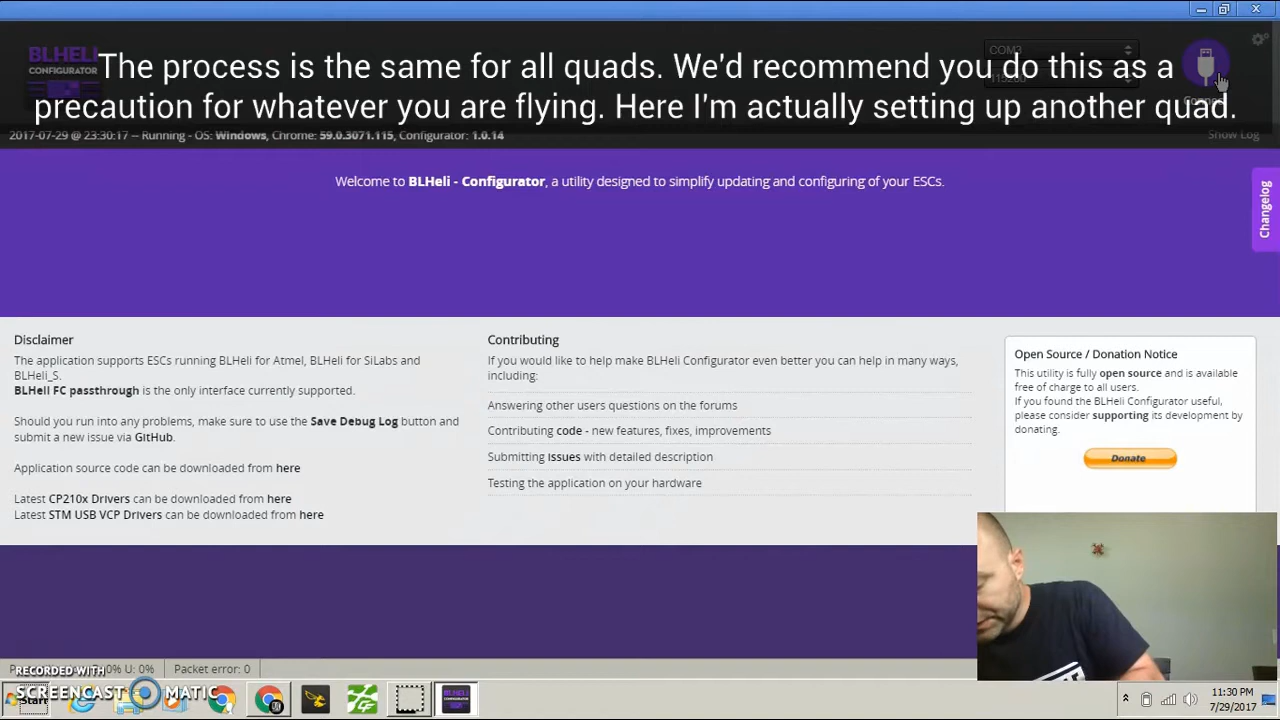 BLHELI
CONFIGURATOR
COM3
The process is the same for all quads. We'd recommend you do this as a
precaution for whatever you are flying. Here I'm actually setting up another quad.
2017-07-29 @ 23:30:17 -- Running - OS: Windows, Chrome: 59.0.3071.115, Configurator: 1.0.14
Show Log
Welcome to BLHeli - Configurator, a utility designed to simplify updating and configuring of your ESCs.
Changelog
Disclaimer
The application supports ESCs running BLHeli for Atmel, BLHeli for SiLabs and
BLHeli_S.
BLHeli FC passthrough is the only interface currently supported.
Should you run into any problems, make sure to use the Save Debug Log button and
submit a new issue via GitHub.
Application source code can be downloaded from here
Latest CP210x Drivers can be downloaded from here
Latest STM USB VCP Drivers can be downloaded from here
Contributing
If you would like to help make BLHeli Configurator even better you can help in many ways,
including:
Answering other users questions on the forums
Contributing code - new features, fixes, improvements
Submitting issues with detailed description
Testing the application on your hardware
Open Source / Donation Notice
This utility is fully open source and is available
free of charge to all users.
If you found the BLHeli Configurator useful,
please consider supporting its development by
donating.
Donate
U: 0%
Packet error: 0
RECORDED WITH
SCREENCAST MATIC
Start
BLHELI
CONFIGURATOR
11:30 PM
7/29/2017